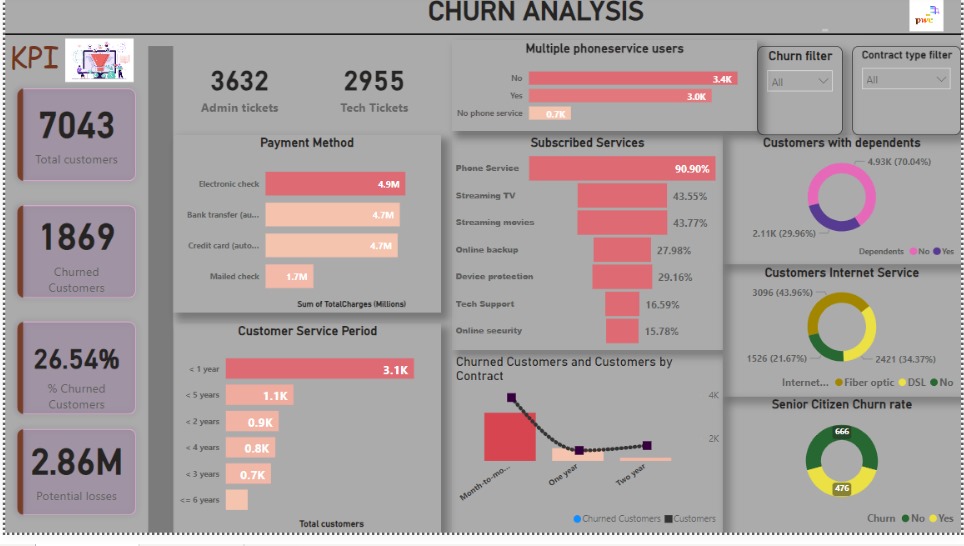 CHURN ANALYSIS
pwc
KPI
7043
Total customers
1869
Churned
Customers
26.54%
% Churned
Customers
2.86M
Potential losses
3632
Admin tickets
2955
Tech Tickets
Multiple phoneservice users
No
3.4K
Yes
3.0K
No phone service
0.7K
Churn filter
All
Contract type filter
All
Payment Method
Electronic check
4.9M
Bank transfer (au...
4.7M
Credit card (auto...
4.7M
Mailed check
1.7M
Sum of TotalCharges (Millions)
Subscribed Services
Phone Service
90.90%
Streaming TV
43.55%
Streaming movies
43.77%
Online backup
27.98%
Device protection
29.16%
Tech Support
16.59%
Online security
15.78%
Customers with dependents
4.93K (70.04%)
2.11K (29.96%)
Dependents No Yes
Customer Service Period
< 1 year
3.1K
< 5 years
1.1K
< 2 years
0.9K
< 4 years
0.8K
< 3 years
0.7K
<= 6 years
Total customers
Churned Customers and Customers by
Contract
4K
2K
Month-to-mo...
One year
Two year
Churned Customers Customers
Customers Internet Service
3096 (43.96%)
1526 (21.67%)
2421 (34.37%)
Internet... Fiber optic DSL No
Senior Citizen Churn rate
666
476
Churn No Yes